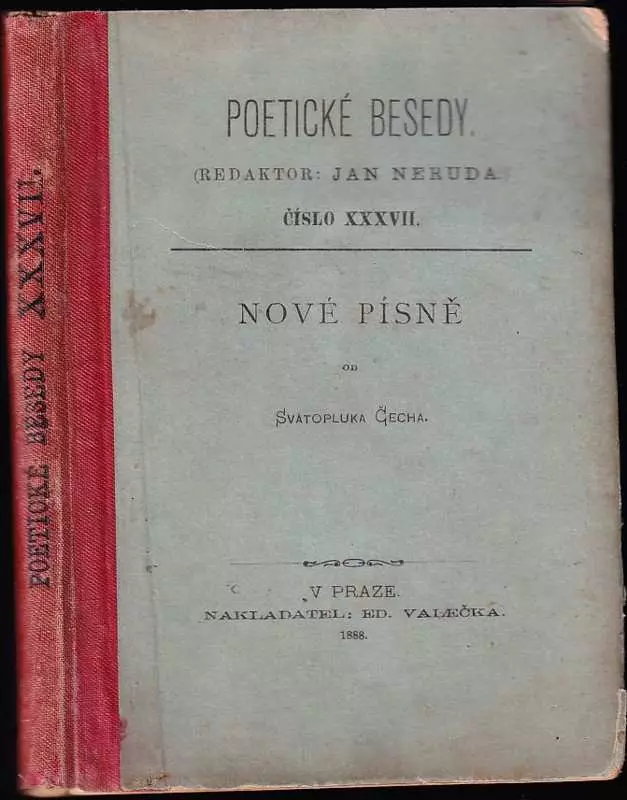 POETICKÉ BESEDY.
(REDAKTOR: JAN NERUDA.
ČÍSLO XXXVII.
NOVÉ PÍSNĚ
OD
SVATOPLUKA ČECHA.
V PRAZE.
NAKLADATEL: ED. VALEČKA.
1888.
POETICKÉ BESEDY XXXVII.